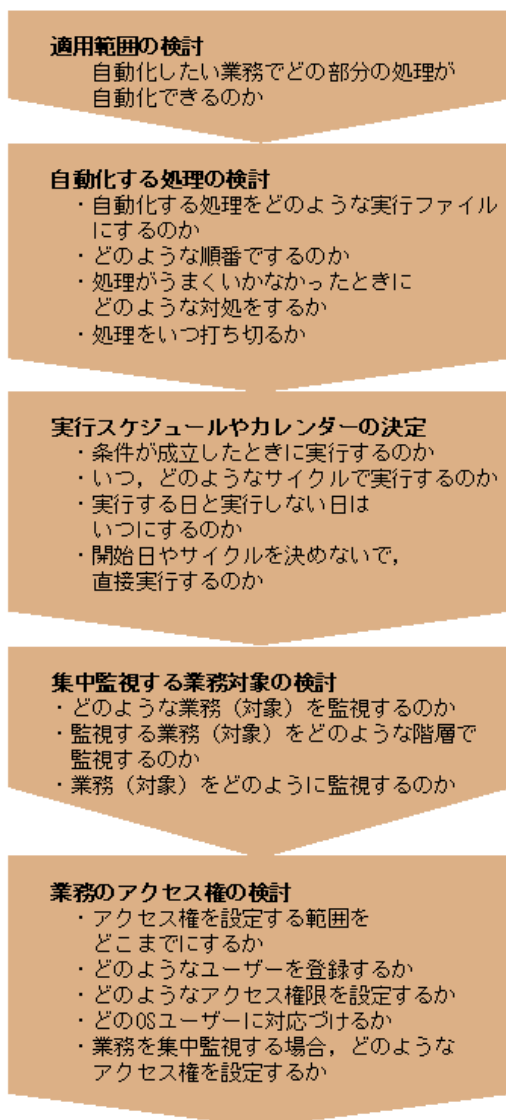 適用範囲の検討
自動化したい業務でどの部分の処理が
自動化できるのか
自動化する処理の検討
・自動化する処理をどのような実行ファイル
にするのか
・どのような順番でするのか
・処理がうまくいかなかったときに
どのような対処をするか
・処理をいつ打ち切るか
実行スケジュールやカレンダーの決定
・条件が成立したときに実行するのか
・いつ，どのようなサイクルで実行するのか
・実行する日と実行しない日は
いつにするのか
・開始日やサイクルを決めないで，
直接実行するのか
集中監視する業務対象の検討
・どのような業務（対象）を監視するのか
・監視する業務（対象）をどのような階層で
監視するのか
・業務（対象）をどのように監視するのか
業務のアクセス権の検討
・アクセス権を設定する範囲を
どこまでにするか
・どのようなユーザーを登録するか
・どのようなアクセス権限を設定するか
・どのOSユーザーに対応づけるか
・業務を集中監視する場合，どのような
アクセス権を設定するか